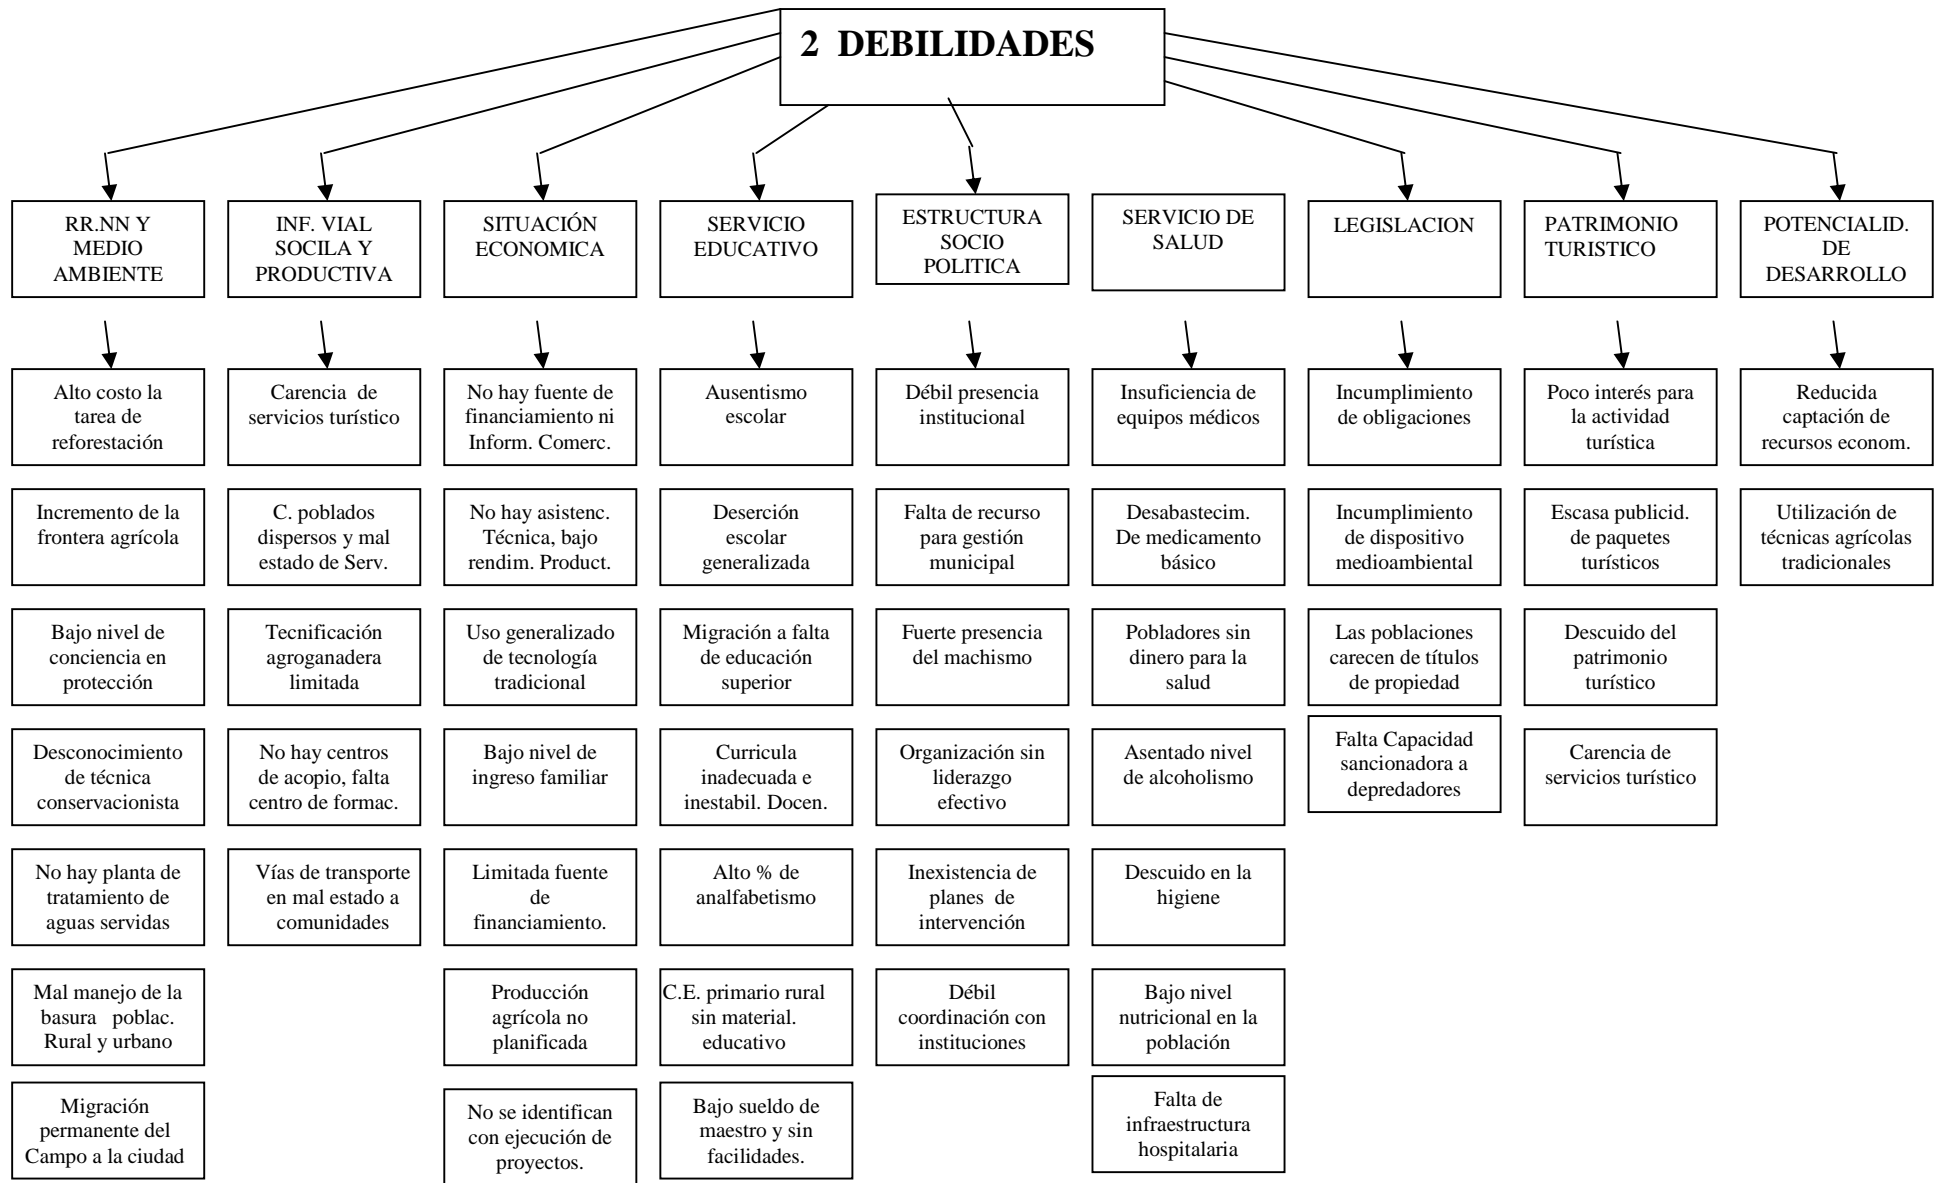 2 DEBILIDADES
RR.NN Y
MEDIO
AMBIENTE
INF. VIAL
SOCILA Y
PRODUCTIVA
SITUACIÓN
ECONOMICA
SERVICIO
EDUCATIVO
ESTRUCTURA
SOCIO
POLITICA
SERVICIO DE
SALUD
LEGISLACION
PATRIMONIO
TURISTICO
POTENCIALID.
DE
DESARROLLO
Alto costo la
tarea de
reforestación
Carencia de
servicios turístico
No hay fuente de
financiamiento ni
Inform. Comerc.
Ausentismo
escolar
Débil presencia
institucional
Insuficiencia de
equipos médicos
Incumplimiento
de obligaciones
Poco interés para
la actividad
turística
Reducida
captación de
recursos econom.
Incremento de la
frontera agrícola
C. poblados
dispersos y mal
estado de Serv.
No hay asistenc.
Técnica, bajo
rendim. Product.
Deserción
escolar
generalizada
Falta de recurso
para gestión
municipal
Desabastecim.
De medicamento
básico
Incumplimiento
de dispositivo
medioambiental
Escasa publicid.
de paquetes
turísticos
Utilización de
técnicas agrícolas
tradicionales
Bajo nivel de
conciencia en
protección
Tecnificación
agroganadera
limitada
Uso generalizado
de tecnología
tradicional
Migración a falta
de educación
superior
Fuerte presencia
del machismo
Pobladores sin
dinero para la
salud
Las poblaciones
carecen de títulos
de propiedad
Descuido del
patrimonio
turístico
Desconocimiento
de técnica
conservacionista
No hay centros
de acopio, falta
centro de formac.
Bajo nivel de
ingreso familiar
Curricula
inadecuada e
inestabil. Docen.
Organización sin
liderazgo
efectivo
Asentado nivel
de alcoholismo
Falta Capacidad
sancionadora a
depredadores
Carencia de
servicios turístico
No hay planta de
tratamiento de
aguas servidas
Vías de transporte
en mal estado a
comunidades
Limitada fuente
de
financiamiento.
Alto % de
analfabetismo
Inexistencia de
planes de
intervención
Descuido en la
higiene
Mal manejo de la
basura poblac.
Rural y urbano
Producción
agrícola no
planificada
C.E. primario rural
sin material.
educativo
Débil
coordinación con
instituciones
Bajo nivel
nutricional en la
población
Migración
permanente del
Campo a la ciudad
No se identifican
con ejecución de
proyectos.
Bajo sueldo de
maestro y sin
facilidades.
Falta de
infraestructura
hospitalaria